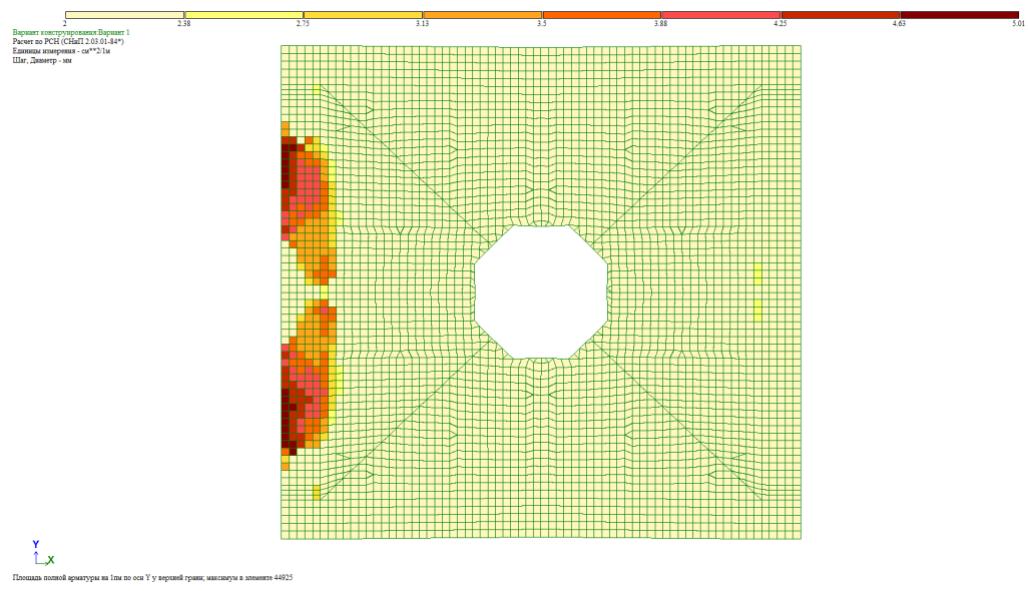 2 2.38 2.75 3.13 3.5 3.88 4.25 4.63 5.01
Вариант конструирования:Вариант 1
Расчет по РСН (СНиП 2.03.01-84*)
Единицы измерения - см**2/1м
Шаг, Диаметр - мм
Y
X
Площадь полной арматуры на 1пм по оси Y у верхней грани; максимум в элементе 44925